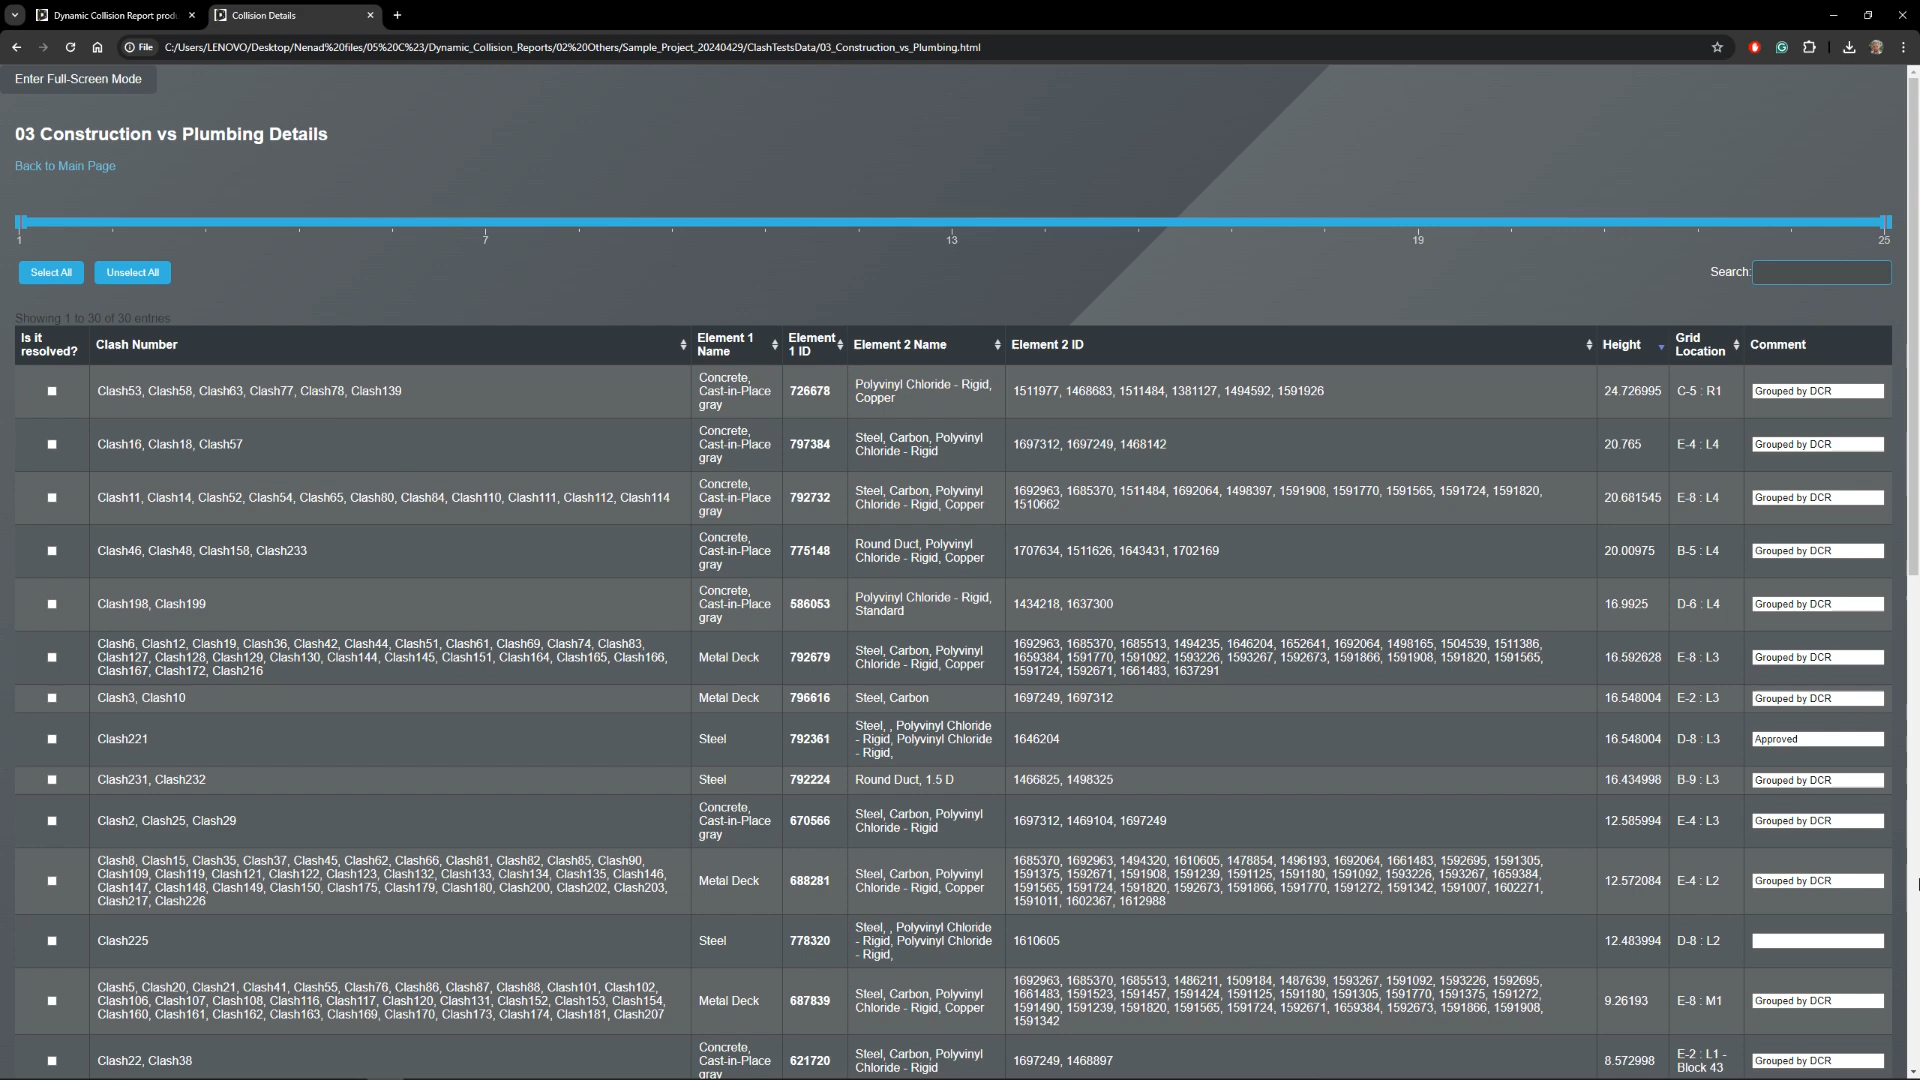 Dynamic Collision Report produ
Collision Details
File
C:/Users/LENOVO/Desktop/Nenad%20files/05%20C%23/Dynamic_Collision_Reports/02%20Others/Sample_Project_20240429/ClashTestsData/03_Construction_vs_Plumbing.html
Enter Full-Screen Mode
03 Construction vs Plumbing Details
Back to Main Page
1 7 13 19 25
Select All Unselect All Search:
Showing 1 to 30 of 30 entries
Is it resolved? Clash Number Element 1 Name Element 1 ID Element 2 Name Element 2 ID Height Grid Location Comment
Clash53, Clash58, Clash63, Clash77, Clash78, Clash139
Concrete,
Cast-in-Place
gray
726678
Polyvinyl Chloride - Rigid,
Copper
1511977, 1468683, 1511484, 1381127, 1494592, 1591926
24.726995
C-5 : R1
Grouped by DCR
Clash16, Clash18, Clash57
Concrete,
Cast-in-Place
gray
797384
Steel, Carbon, Polyvinyl
Chloride - Rigid
1697312, 1697249, 1468142
20.765
E-4 : L4
Grouped by DCR
Clash11, Clash14, Clash52, Clash54, Clash65, Clash80, Clash84, Clash110, Clash111, Clash112, Clash114
Concrete,
Cast-in-Place
gray
792732
Steel, Carbon, Polyvinyl
Chloride - Rigid, Copper
1692963, 1685370, 1511484, 1692064, 1498397, 1591908, 1591770, 1591565, 1591724, 1591820,
1510662
20.681545
E-8 : L4
Grouped by DCR
Clash46, Clash48, Clash158, Clash233
Concrete,
Cast-in-Place
gray
775148
Round Duct, Polyvinyl
Chloride - Rigid, Copper
1707634, 1511626, 1643431, 1702169
20.00975
B-5 : L4
Grouped by DCR
Clash198, Clash199
Concrete,
Cast-in-Place
gray
586053
Polyvinyl Chloride - Rigid,
Standard
1434218, 1637300
16.9925
D-6 : L4
Grouped by DCR
Clash6, Clash12, Clash19, Clash36, Clash42, Clash44, Clash51, Clash61, Clash69, Clash74, Clash83,
Clash127, Clash128, Clash129, Clash130, Clash144, Clash145, Clash151, Clash164, Clash165, Clash166,
Clash167, Clash172, Clash216
Metal Deck
792679
Steel, Carbon, Polyvinyl
Chloride - Rigid, Copper
1692963, 1685370, 1685513, 1494235, 1646204, 1652641, 1692064, 1498165, 1504539, 1511386,
1659384, 1591770, 1591092, 1593226, 1593267, 1592673, 1591866, 1591908, 1591820, 1591565,
1591724, 1592671, 1661483, 1637291
16.592628
E-8 : L3
Grouped by DCR
Clash3, Clash10
Metal Deck
796616
Steel, Carbon
1697249, 1697312
16.548004
E-2 : L3
Grouped by DCR
Clash221
Steel
792361
Steel, , Polyvinyl Chloride
- Rigid, Polyvinyl Chloride
- Rigid,
1646204
16.548004
D-8 : L3
Approved
Clash231, Clash232
Steel
792224
Round Duct, 1.5 D
1466825, 1498325
16.434998
B-9 : L3
Grouped by DCR
Clash2, Clash25, Clash29
Concrete,
Cast-in-Place
gray
670566
Steel, Carbon, Polyvinyl
Chloride - Rigid
1697312, 1469104, 1697249
12.585994
E-4 : L3
Grouped by DCR
Clash8, Clash15, Clash35, Clash37, Clash45, Clash62, Clash66, Clash81, Clash82, Clash85, Clash90,
Clash109, Clash119, Clash121, Clash122, Clash123, Clash132, Clash133, Clash134, Clash135, Clash146,
Clash147, Clash148, Clash149, Clash150, Clash175, Clash179, Clash180, Clash200, Clash202, Clash203,
Clash217, Clash226
Metal Deck
688281
Steel, Carbon, Polyvinyl
Chloride - Rigid, Copper
1685370, 1692963, 1494320, 1610605, 1478854, 1496193, 1692064, 1661483, 1592695, 1591305,
1591375, 1592671, 1591908, 1591239, 1591125, 1591180, 1591092, 1593226, 1593267, 1659384,
1591565, 1591724, 1591820, 1592673, 1591866, 1591770, 1591272, 1591342, 1591007, 1602271,
1591011, 1602367, 1612988
12.572084
E-4 : L2
Grouped by DCR
Clash225
Steel
778320
Steel, , Polyvinyl Chloride
- Rigid, Polyvinyl Chloride
- Rigid,
1610605
12.483994
D-8 : L2
Clash5, Clash20, Clash21, Clash41, Clash55, Clash76, Clash86, Clash87, Clash88, Clash101, Clash102,
Clash106, Clash107, Clash108, Clash116, Clash117, Clash120, Clash131, Clash152, Clash153, Clash154,
Clash160, Clash161, Clash162, Clash163, Clash169, Clash170, Clash173, Clash174, Clash181, Clash207
Metal Deck
687839
Steel, Carbon, Polyvinyl
Chloride - Rigid, Copper
1692963, 1685370, 1685513, 1486211, 1509184, 1487639, 1593267, 1591092, 1593226, 1592695,
1661483, 1591523, 1591457, 1591424, 1591125, 1591180, 1591305, 1591770, 1591375, 1591272,
1591490, 1591239, 1591820, 1591565, 1591724, 1592671, 1659384, 1592673, 1591866, 1591908,
1591342
9.26193
E-8 : M1
Grouped by DCR
Clash22, Clash38
Concrete,
Cast-in-Place
gray
621720
Steel, Carbon, Polyvinyl
Chloride - Rigid
1697249, 1468897
8.572998
E-2 : L1 -
Block 43
Grouped by DCR